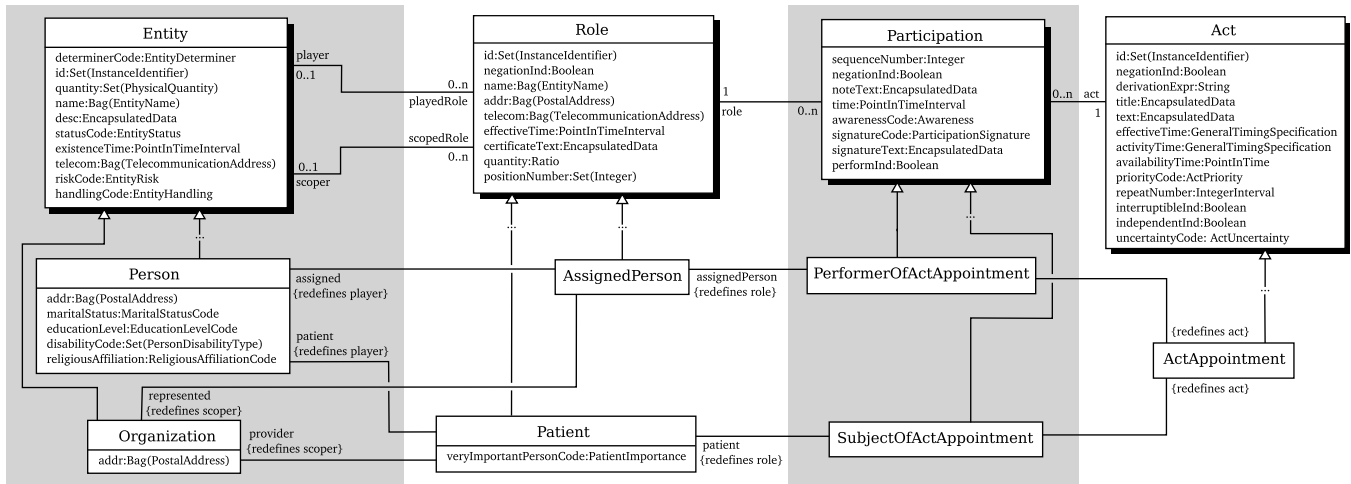 Entity
determinerCode:EntityDeterminer
id:Set(InstanceIdentifier)
quantity:Set(PhysicalQuantity)
name:Bag(EntityName)
desc:EncapsulatedData
statusCode:EntityStatus
existenceTime:PointInTimeInterval
telecom:Bag(TelecommunicationAddress)
riskCode:EntityRisk
handlingCode:EntityHandling
player
0..1
0..n
playedRole
scopedRole
0..n
0..1
scoper
Role
id:Set(InstanceIdentifier)
negationInd:Boolean
name:Bag(EntityName)
addr:Bag(PostalAddress)
telecom:Bag(TelecommunicationAddress)
effectiveTime:PointInTimeInterval
certificateText:EncapsulatedData
quantity:Ratio
positionNumber:Set(Integer)
1
role
0..n
Participation
sequenceNumber:Integer
negationInd:Boolean
noteText:EncapsulatedData
time:PointInTimeInterval
awarenessCode:Awareness
signatureCode:ParticipationSignature
signatureText:EncapsulatedData
performInd:Boolean
0..n
act
1
Act
id:Set(InstanceIdentifier)
negationInd:Boolean
derivationExpr:String
title:EncapsulatedData
text:EncapsulatedData
effectiveTime:GeneralTimingSpecification
activityTime:GeneralTimingSpecification
availabilityTime:PointInTime
priorityCode:ActPriority
repeatNumber:IntegerInterval
interruptibleInd:Boolean
independentInd:Boolean
uncertaintyCode: ActUncertainty
...
...
...
...
...
Person
addr:Bag(PostalAddress)
maritalStatus:MaritalStatusCode
educationLevel:EducationLevelCode
disabilityCode:Set(PersonDisabilityType)
religiousAffiliation:ReligiousAffiliationCode
assigned
{redefines player}
patient
{redefines player}
AssignedPerson
assignedPerson
{redefines role}
PerformerOfActAppointment
{redefines act}
ActAppointment
{redefines act}
represented
{redefines scoper}
Organization
addr:Bag(PostalAddress)
provider
{redefines scoper}
Patient
veryImportantPersonCode:PatientImportance
patient
{redefines role}
SubjectOfActAppointment